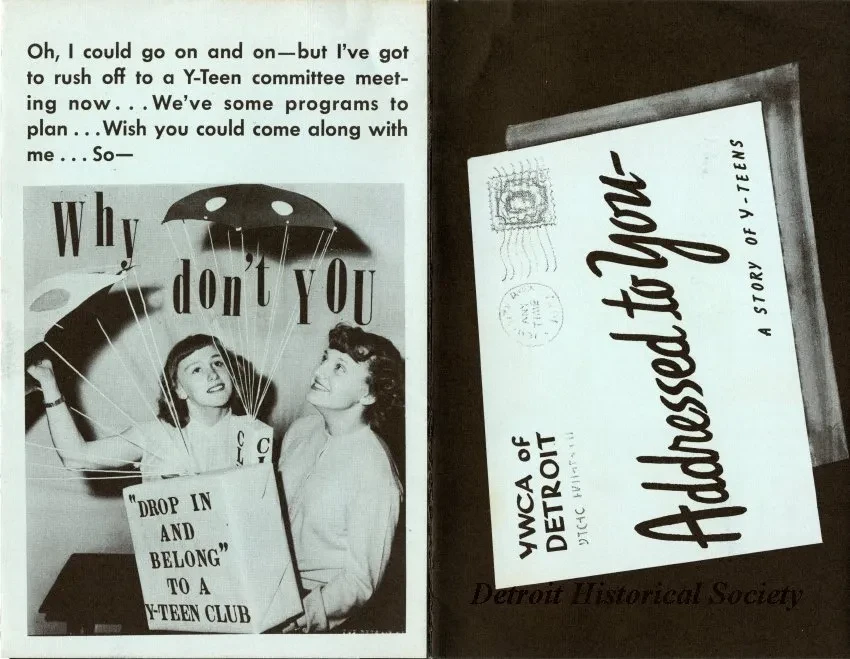 Oh, I could go on and on—but I've got
to rush off to a Y-Teen committee meet-
ing now . . . We've some programs to
plan . . . Wish you could come along with
me . . . So—
Why
don't YOU
"DROP IN
AND
BELONG"
TO A
Y-TEEN CLUB
YWCA of
DETROIT
Addressed to You—
A STORY OF Y-TEENS
ANY
TIME
Detroit Historical Society